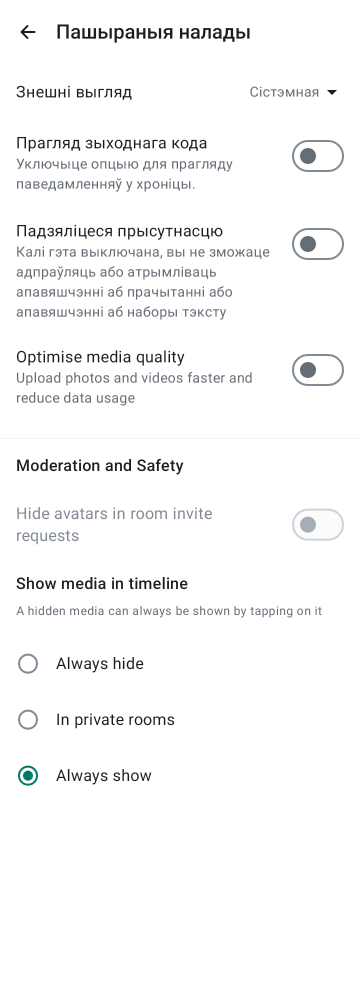 Пашыраныя налады
Знешні выгляд
Сістэмная
Прагляд зыходнага кода
Уключыце опцыю для прагляду
паведамленняў у хроніцы.
Падзяліцеся прысутнасцю
Калі гэта выключана, вы не зможаце
адпраўляць або атрымліваць
апавяшчэнні аб прачытанні або
апавяшчэнні аб наборы тэксту
Optimise media quality
Upload photos and videos faster and
reduce data usage
Moderation and Safety
Hide avatars in room invite
requests
Show media in timeline
A hidden media can always be shown by tapping on it
Always hide
In private rooms
Always show